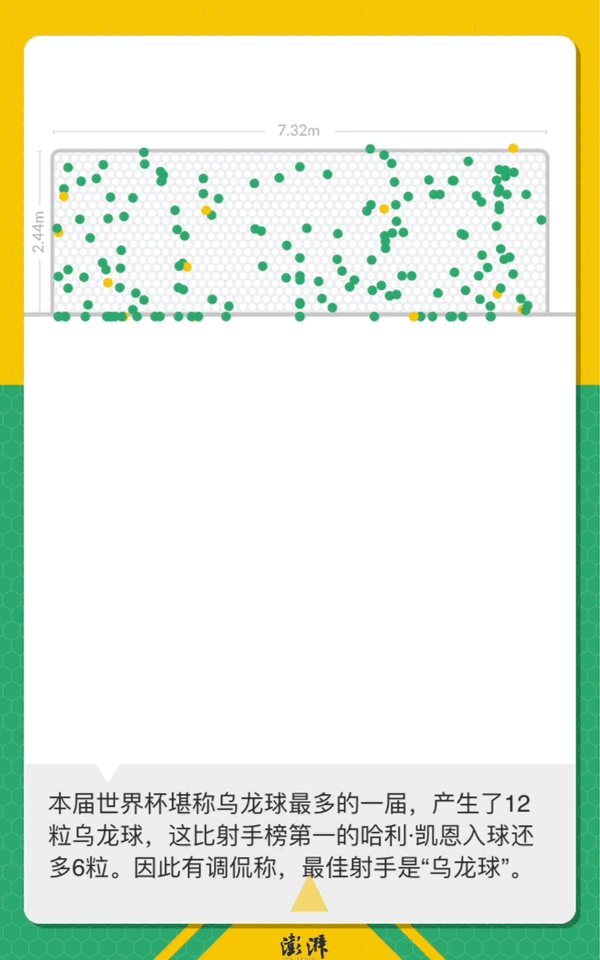 7.32m
2.44m
本届世界杯堪称乌龙球最多的一届，产生了12
粒乌龙球，这比射手榜第一的哈利·凯恩入球还
多6粒。因此有调侃称，最佳射手是“乌龙球”。
澎湃